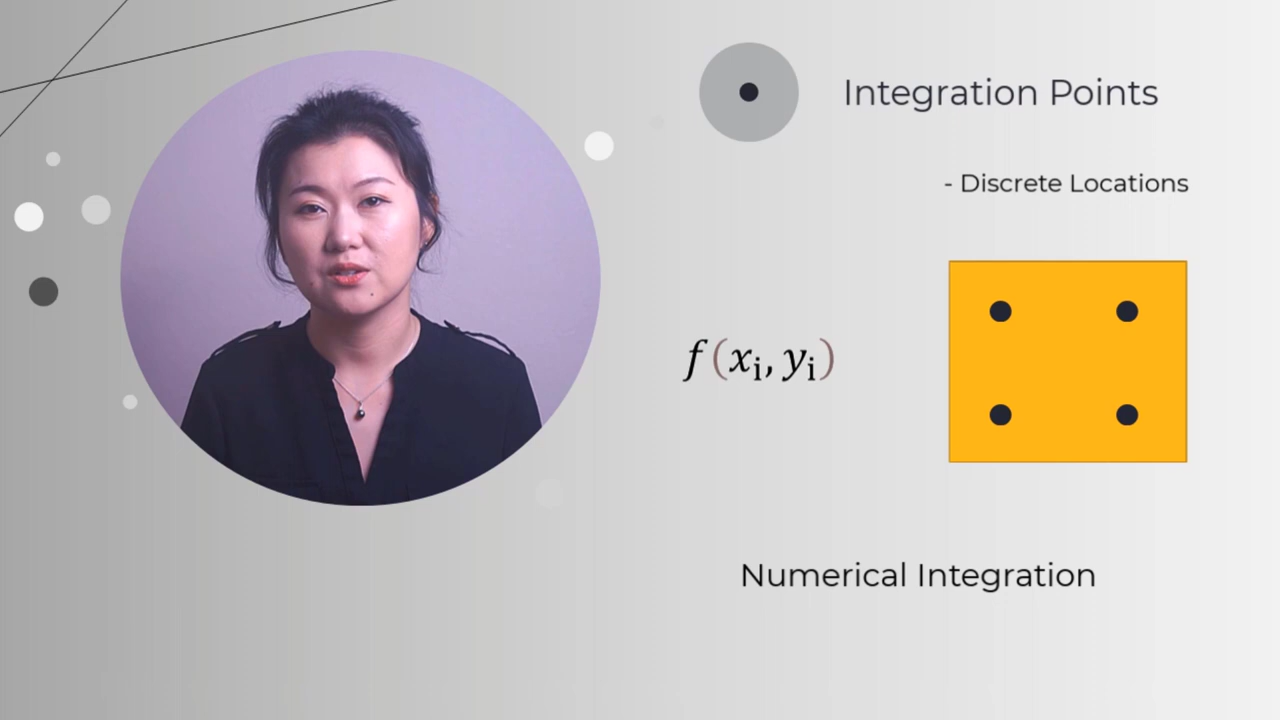 Integration Points
- Discrete Locations
f(xi, yi)
Numerical Integration